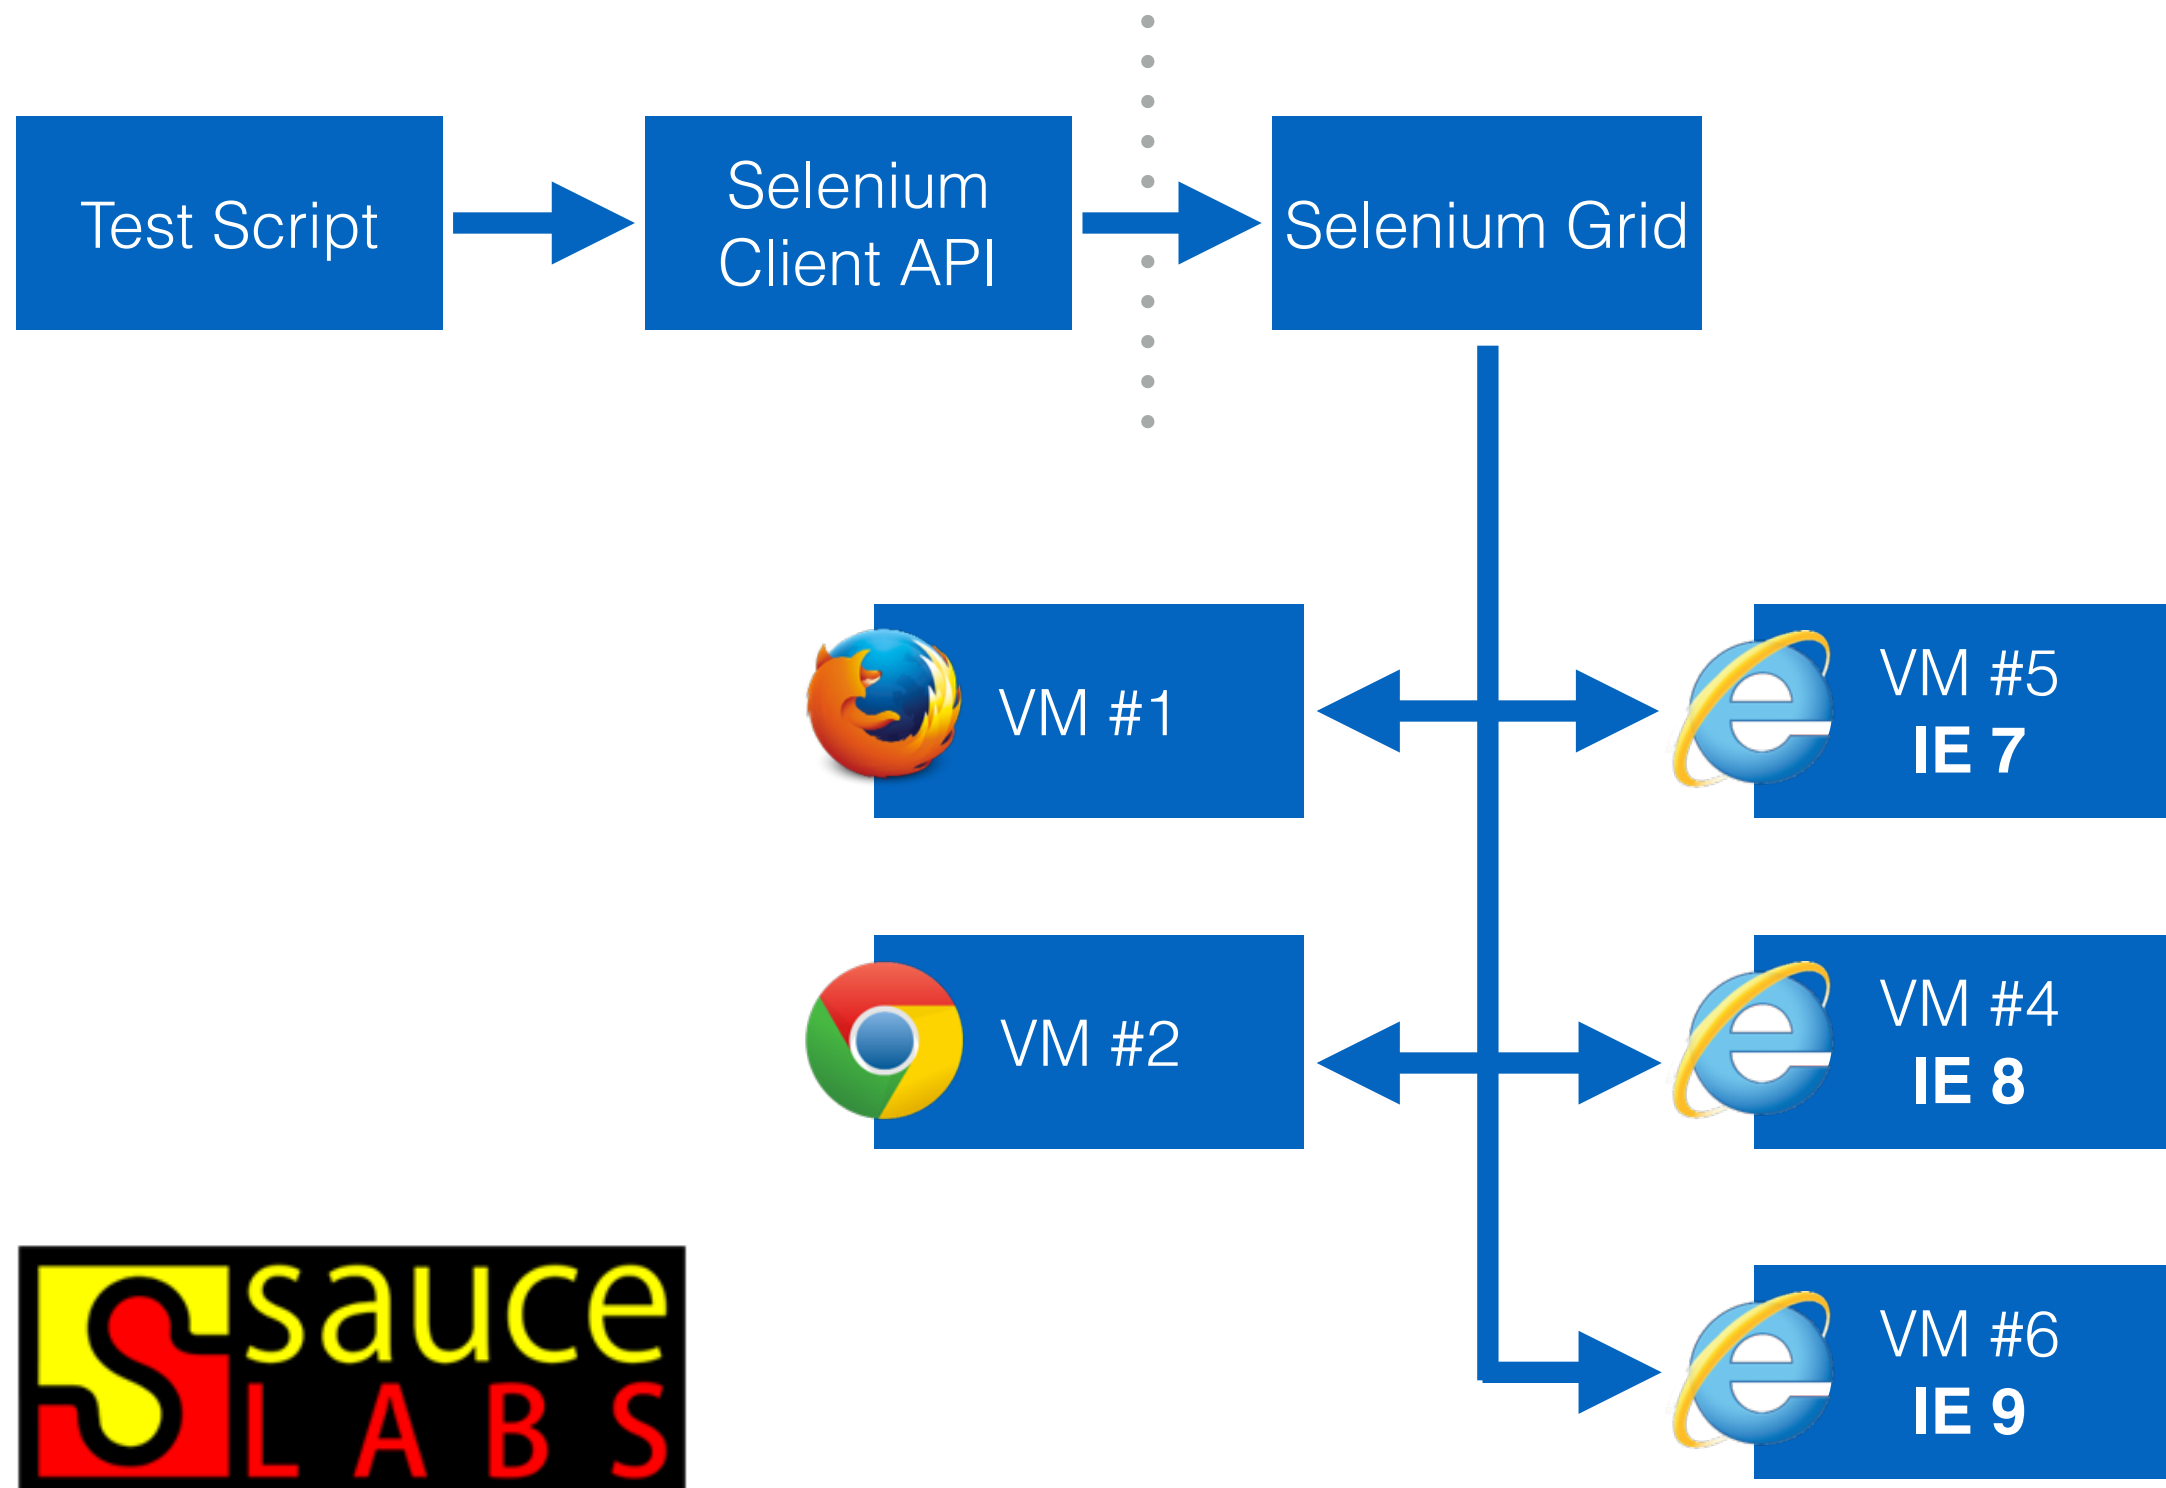 Test Script
Selenium
Client API
Selenium Grid
VM #1
VM #5
IE 7
VM #2
VM #4
IE 8
VM #6
IE 9
sauce
LABS